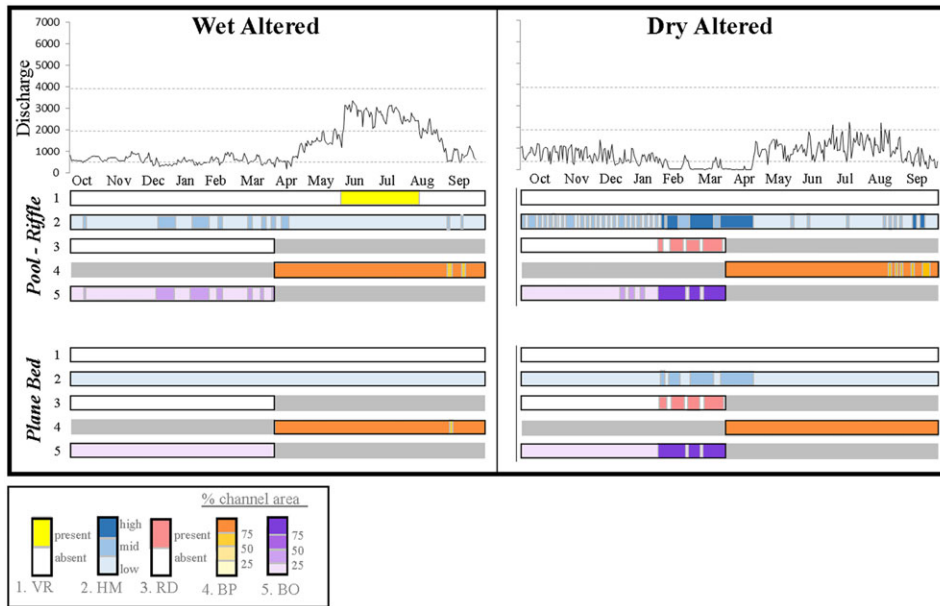 Wet Altered
Dry Altered
Discharge
7000
6000
5000
4000
3000
2000
1000
0
Oct Nov Dec Jan Feb Mar Apr May Jun Jul Aug Sep
Oct Nov Dec Jan Feb Mar Apr May Jun Jul Aug Sep
Pool - Riffle
1
2
3
4
5
Plane Bed
1
2
3
4
5
% channel area
present
absent
high
mid
low
present
absent
75
50
25
75
50
25
1. VR 2. HM 3. RD 4. BP 5. BO